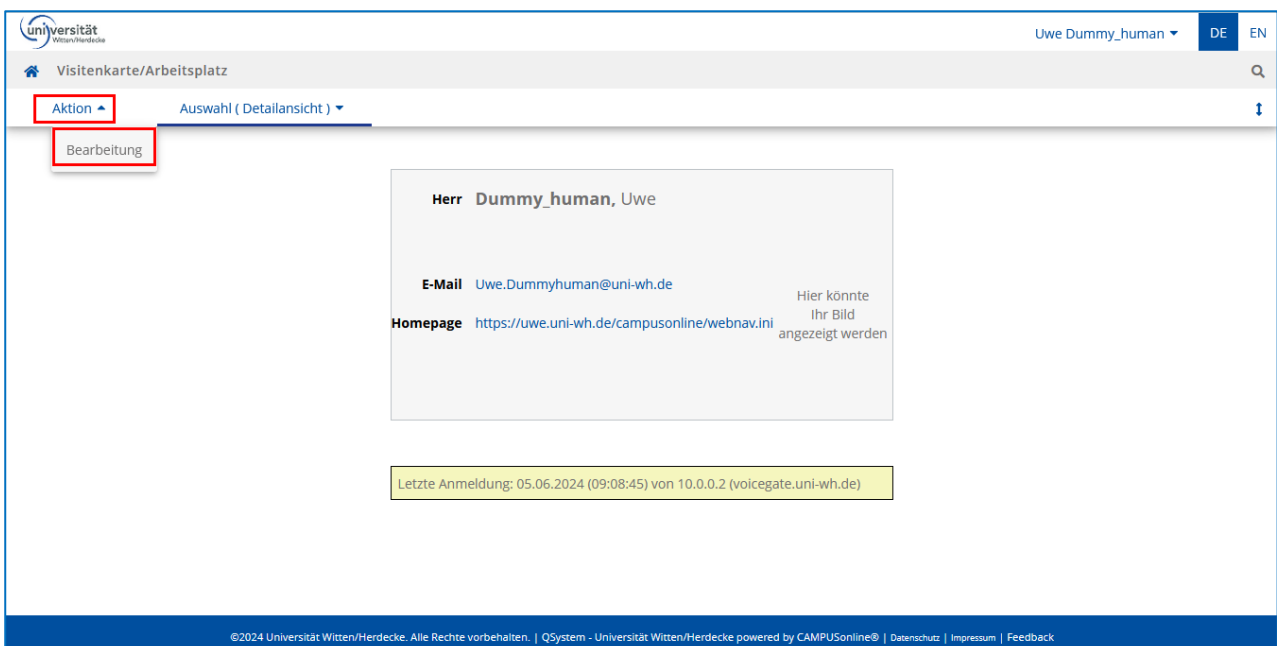 universität
Witten/Herdecke
Uwe Dummy_human DE EN
Visitenkarte/Arbeitsplatz
Aktion Auswahl ( Detailansicht )
Bearbeitung
Herr Dummy_human, Uwe
E-Mail Uwe.Dummyhuman@uni-wh.de
Homepage https://uwe.uni-wh.de/campusonline/webnav.ini
Hier könnte
Ihr Bild
angezeigt werden
Letzte Anmeldung: 05.06.2024 (09:08:45) von 10.0.0.2 (voicegate.uni-wh.de)
©2024 Universität Witten/Herdecke. Alle Rechte vorbehalten. | QSystem - Universität Witten/Herdecke powered by CAMPUSonline® | Datenschutz | Impressum | Feedback